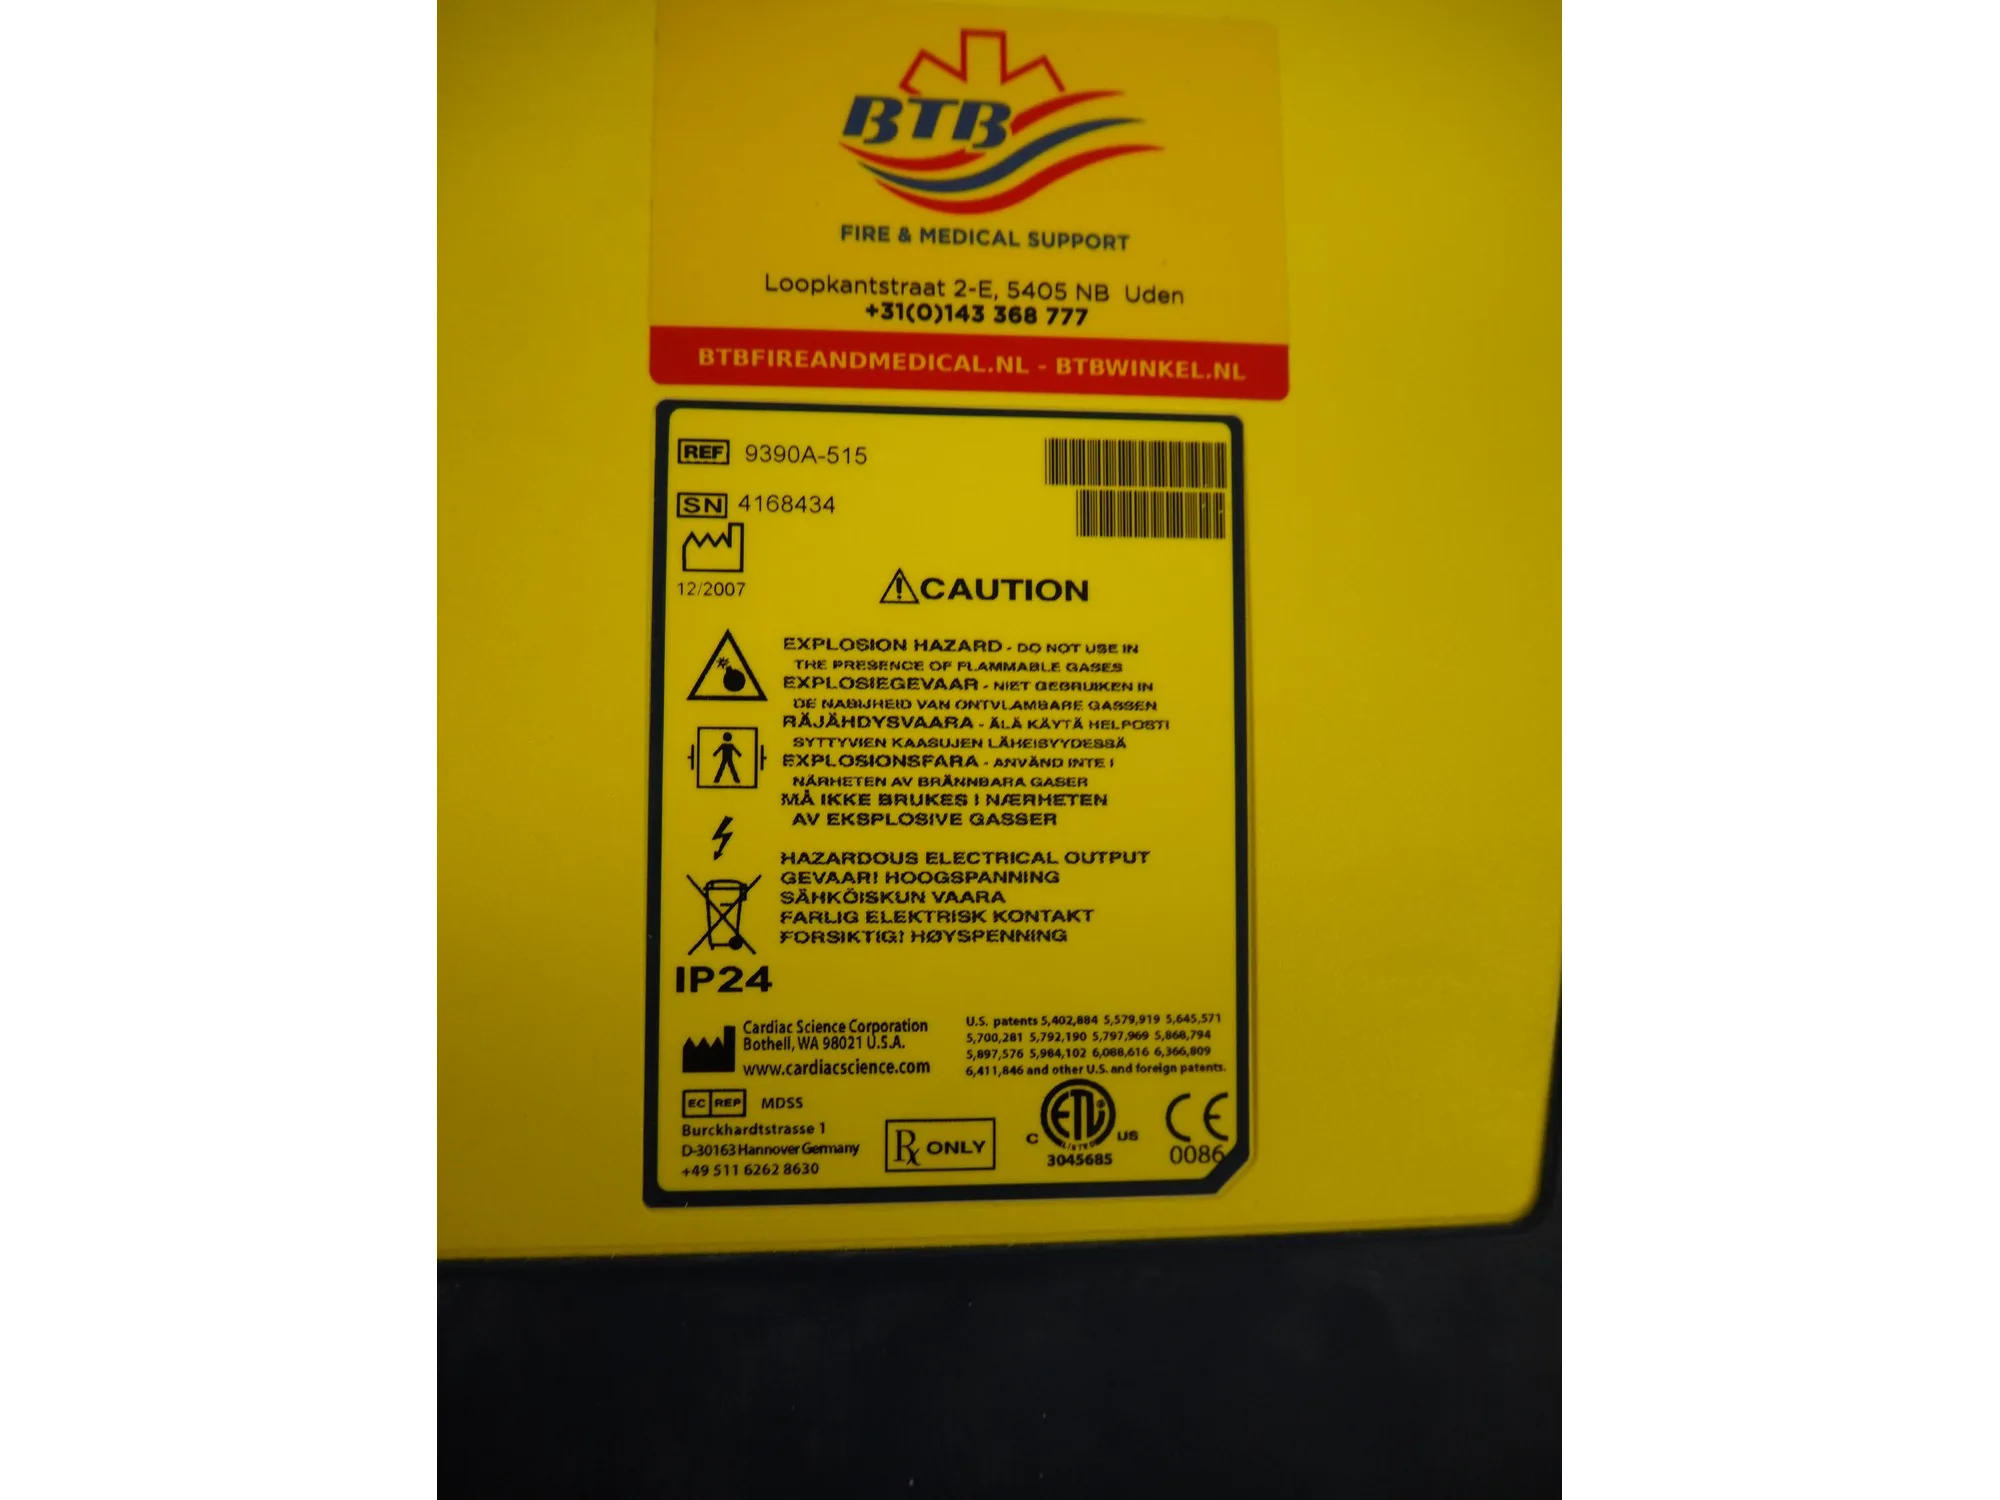 BTB
FIRE & MEDICAL SUPPORT
Loopkantstraat 2-E, 5405 NB Uden
+31(0)143 368 777
BTBFIREANDMEDICAL.NL - BTBWINKEL.NL
REF 9390A-515
SN 4168434
12/2007
CAUTION
EXPLOSION HAZARD - DO NOT USE IN
THE PRESENCE OF FLAMMABLE GASES
EXPLOSIEGEVAAR - NIET GEBRUIKEN IN
DE NABIJHEID VAN ONTVLAMBARE GASSEN
RÄJÄHDYSVAARA - ÄLÄ KÄYTÄ HELPOSTI
SYTTYVIEN KAASUJEN LÄHEISYYDESSÄ
EXPLOSIONSFARA - ANVÄND INTE I
NÄRHETEN AV BRÄNNBARA GASER
MÅ IKKE BRUKES I NÆRHETEN
AV EKSPLOSIVE GASSER
HAZARDOUS ELECTRICAL OUTPUT
GEVAAR! HOOGSPANNING
SÄHKÖISKUN VAARA
FARLIG ELEKTRISK KONTAKT
FORSIKTIG! HØYSPENNING
IP24
Cardiac Science Corporation
Bothell, WA 98021 U.S.A.
www.cardiacscience.com
U.S. patents 5,402,884 5,579,919 5,645,571
5,700,281 5,792,190 5,797,969 5,868,794
5,897,576 5,984,102 6,088,616 6,366,809
6,411,846 and other U.S. and foreign patents.
EC REP MDSS
Burckhardtstrasse 1
D-30163 Hannover Germany
+49 511 6262 8630
Rx ONLY
C ETL® US
LISTED
3045685
CE
0086